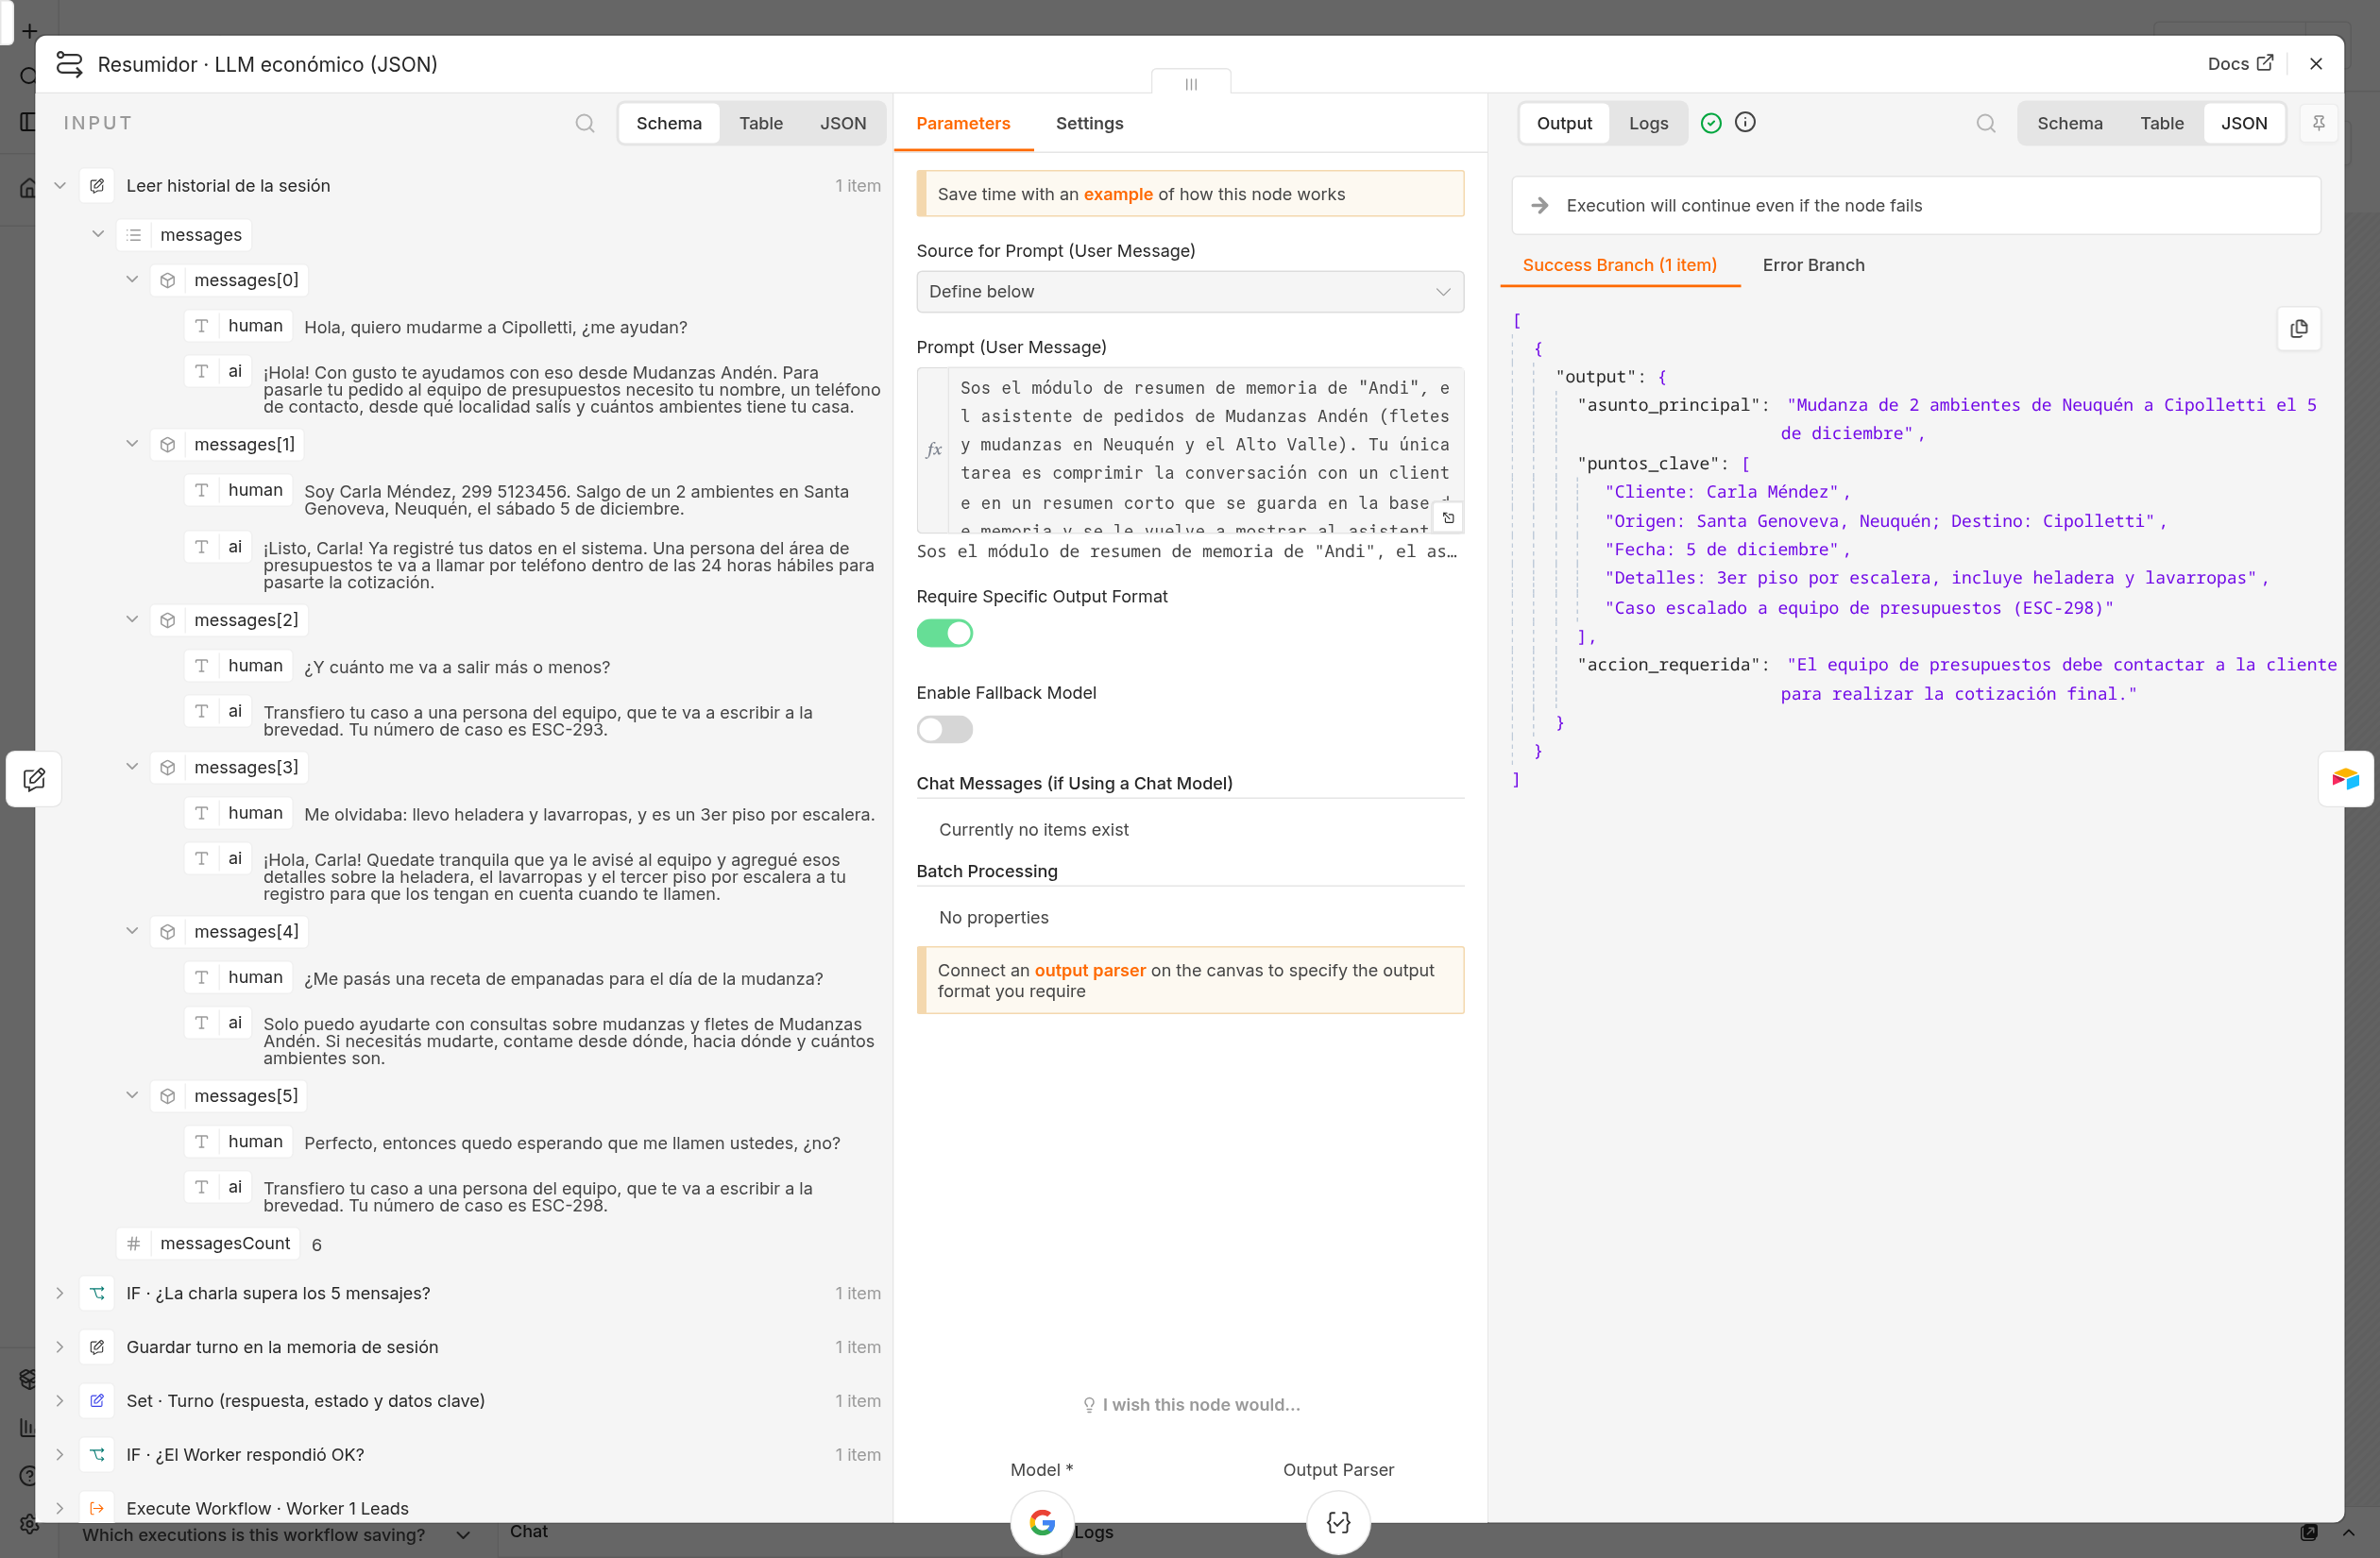 Resumidor · LLM económico (JSON)
Docs
INPUT
Schema
Table
JSON
Leer historial de la sesión
1 item
messages
messages[0]
human
Hola, quiero mudarme a Cipolletti, ¿me ayudan?
ai
¡Hola! Con gusto te ayudamos con eso desde Mudanzas Andén. Para
pasarle tu pedido al equipo de presupuestos necesito tu nombre, un teléfono
de contacto, desde qué localidad salís y cuántos ambientes tiene tu casa.
messages[1]
human
Soy Carla Méndez, 299 5123456. Salgo de un 2 ambientes en Santa
Genoveva, Neuquén, el sábado 5 de diciembre.
ai
¡Listo, Carla! Ya registré tus datos en el sistema. Una persona del área de
presupuestos te va a llamar por teléfono dentro de las 24 horas hábiles para
pasarte la cotización.
messages[2]
human
¿Y cuánto me va a salir más o menos?
ai
Transfiero tu caso a una persona del equipo, que te va a escribir a la
brevedad. Tu número de caso es ESC-293.
messages[3]
human
Me olvidaba: llevo heladera y lavarropas, y es un 3er piso por escalera.
ai
¡Hola, Carla! Quedate tranquila que ya le avisé al equipo y agregué esos
detalles sobre la heladera, el lavarropas y el tercer piso por escalera a tu
registro para que los tengan en cuenta cuando te llamen.
messages[4]
human
¿Me pasás una receta de empanadas para el día de la mudanza?
ai
Solo puedo ayudarte con consultas sobre mudanzas y fletes de Mudanzas
Andén. Si necesitás mudarte, contame desde dónde, hacia dónde y cuántos
ambientes son.
messages[5]
human
Perfecto, entonces quedo esperando que me llamen ustedes, ¿no?
ai
Transfiero tu caso a una persona del equipo, que te va a escribir a la
brevedad. Tu número de caso es ESC-298.
messagesCount
6
IF · ¿La charla supera los 5 mensajes?
1 item
Guardar turno en la memoria de sesión
1 item
Set · Turno (respuesta, estado y datos clave)
1 item
IF · ¿El Worker respondió OK?
1 item
Execute Workflow · Worker 1 Leads
Parameters
Settings
Save time with an example of how this node works
Source for Prompt (User Message)
Define below
Prompt (User Message)
fx
Sos el módulo de resumen de memoria de "Andi", e
l asistente de pedidos de Mudanzas Andén (fletes
y mudanzas en Neuquén y el Alto Valle). Tu única
tarea es comprimir la conversación con un client
e en un resumen corto que se guarda en la base d
e memoria y se le vuelve a mostrar al asistent
Sos el módulo de resumen de memoria de "Andi", el as…
Require Specific Output Format
Enable Fallback Model
Chat Messages (if Using a Chat Model)
Currently no items exist
Batch Processing
No properties
Connect an output parser on the canvas to specify the output
format you require
I wish this node would...
Model *
Output Parser
Output
Logs
Schema
Table
JSON
Execution will continue even if the node fails
Success Branch (1 item)
Error Branch
[
{
"output": {
"asunto_principal": "Mudanza de 2 ambientes de Neuquén a Cipolletti el 5
de diciembre",
"puntos_clave": [
"Cliente: Carla Méndez",
"Origen: Santa Genoveva, Neuquén; Destino: Cipolletti",
"Fecha: 5 de diciembre",
"Detalles: 3er piso por escalera, incluye heladera y lavarropas",
"Caso escalado a equipo de presupuestos (ESC-298)"
],
"accion_requerida": "El equipo de presupuestos debe contactar a la cliente
para realizar la cotización final."
}
}
]
Which executions is this workflow saving?
Chat
Logs